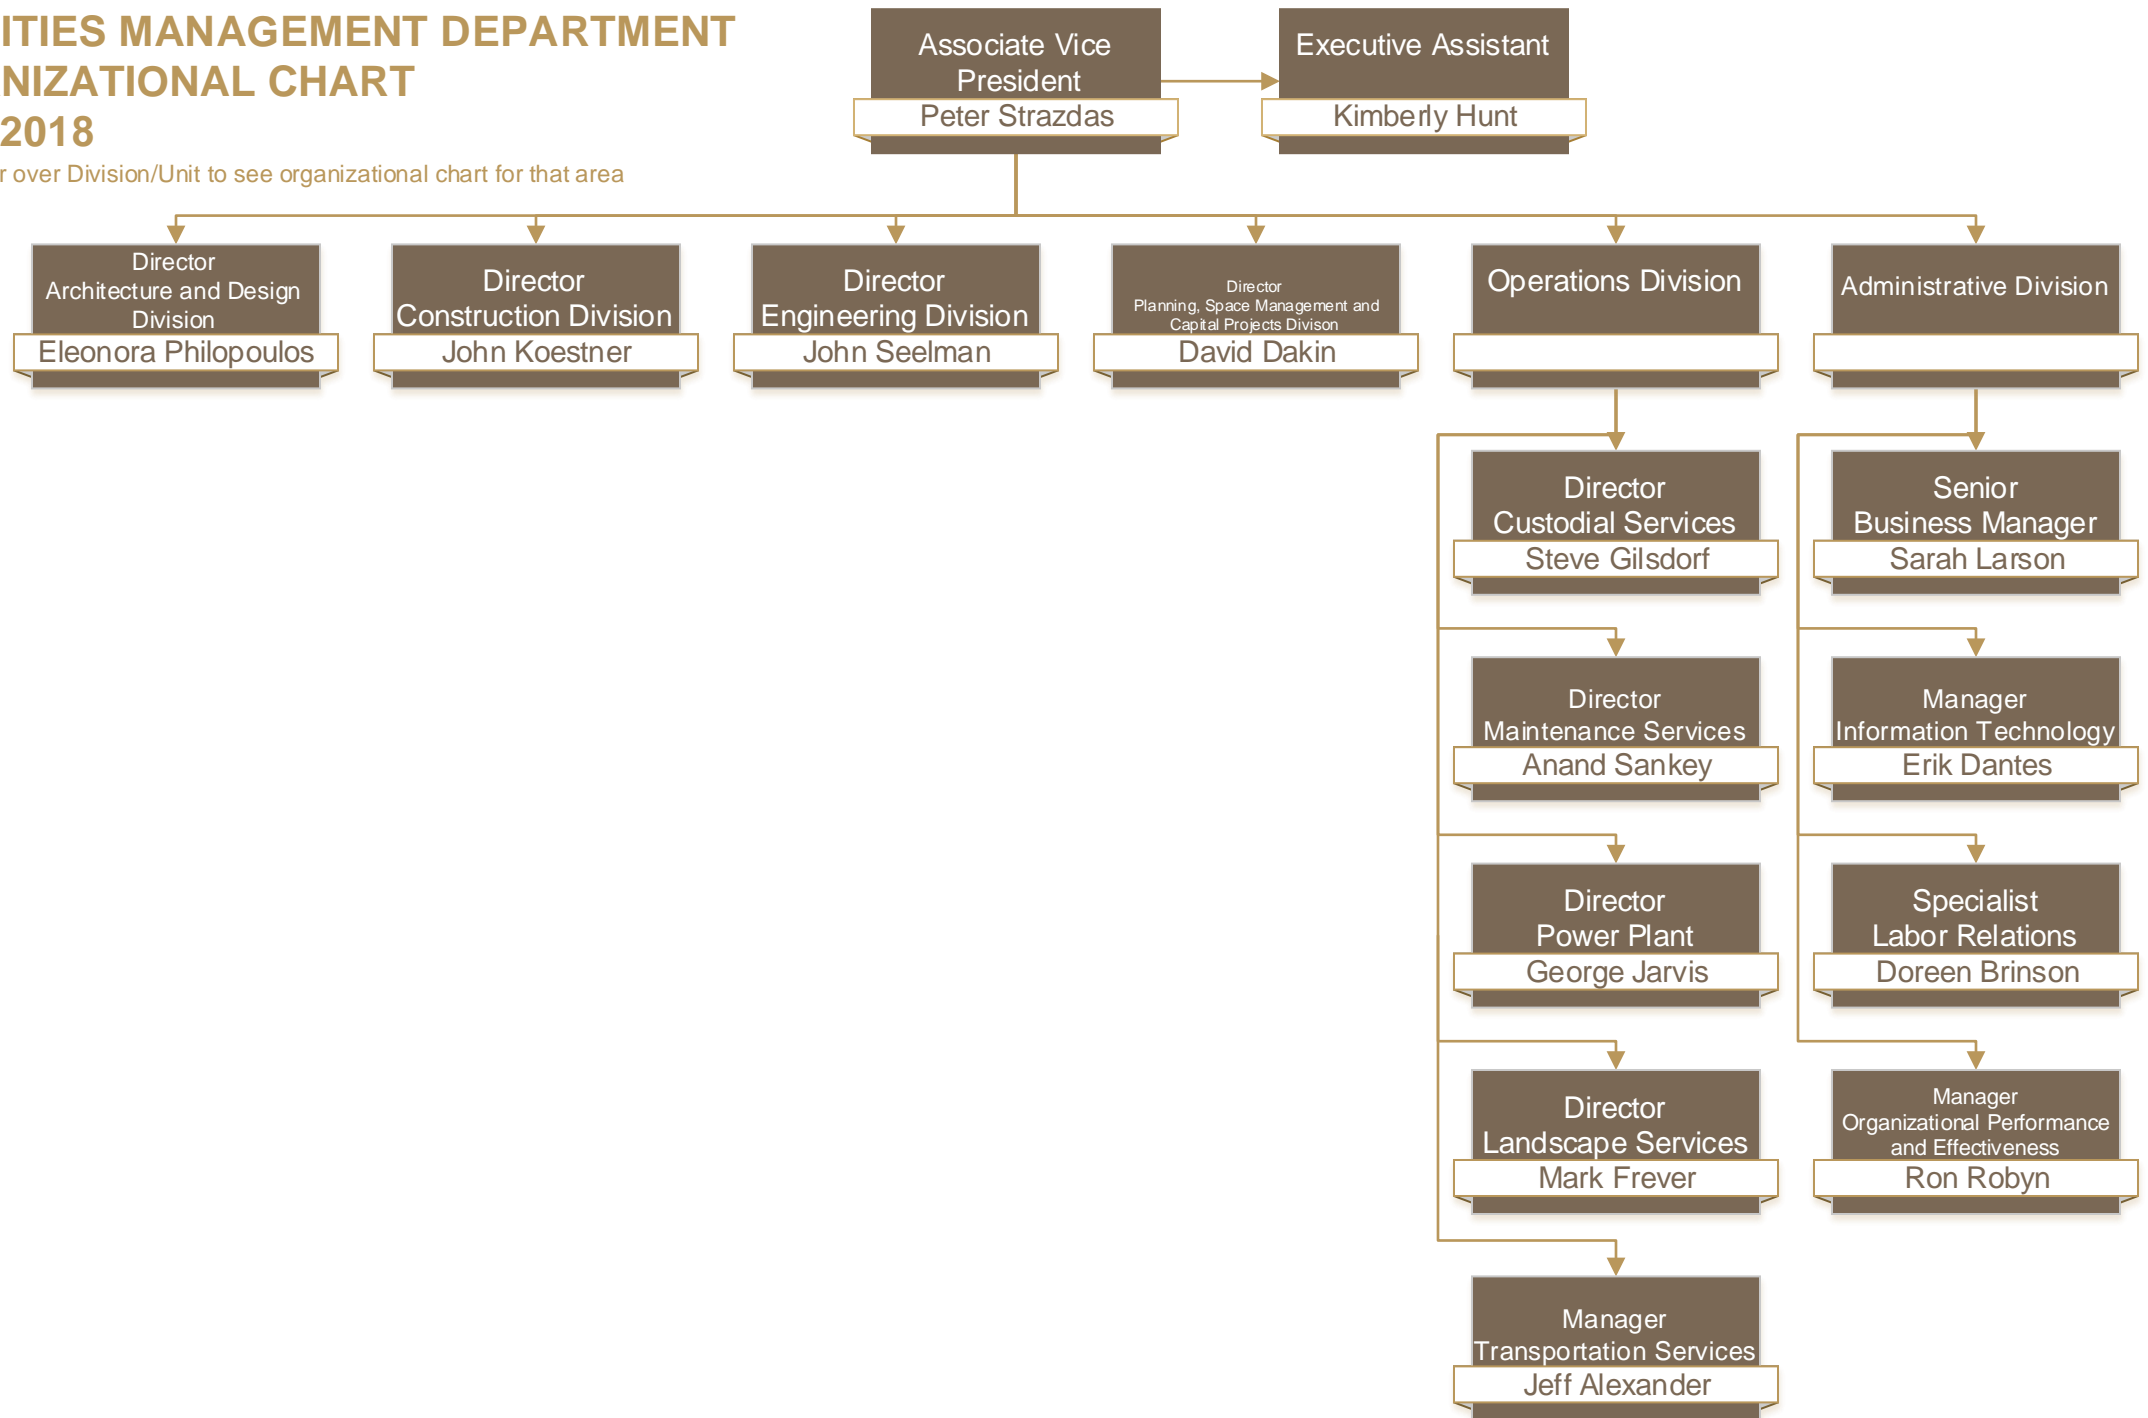 ITIES MANAGEMENT DEPARTMENT
NIZATIONAL CHART
2018
r over Division/Unit to see organizational chart for that area
Associate Vice
President
Peter Strazdas
Executive Assistant
Kimberly Hunt
Director
Architecture and Design
Division
Eleonora Philopoulos
Director
Construction Division
John Koestner
Director
Engineering Division
John Seelman
Director
Planning, Space Management and
Capital Projects Divison
David Dakin
Operations Division
Administrative Division
Director
Custodial Services
Steve Gilsdorf
Senior
Business Manager
Sarah Larson
Director
Maintenance Services
Anand Sankey
Manager
Information Technology
Erik Dantes
Director
Power Plant
George Jarvis
Specialist
Labor Relations
Doreen Brinson
Director
Landscape Services
Mark Frever
Manager
Organizational Performance
and Effectiveness
Ron Robyn
Manager
Transportation Services
Jeff Alexander